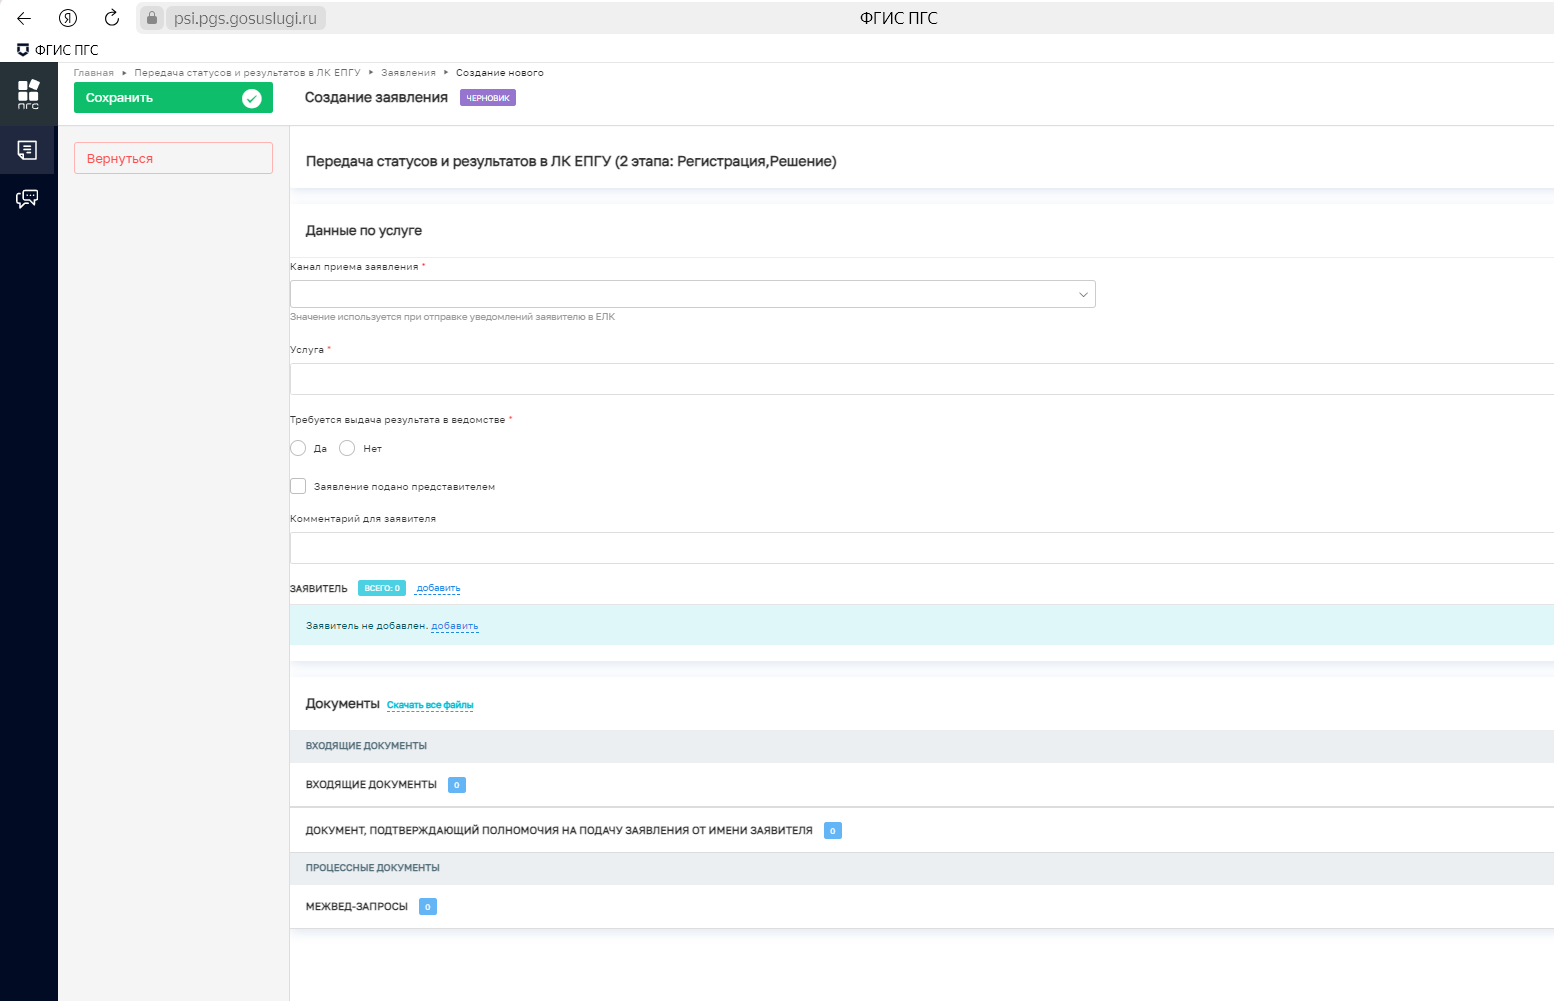 psi.pgs.gosuslugi.ru
ФГИС ПГС
ФГИС ПГС
Главная ▸ Передача статусов и результатов в ЛК ЕПГУ ▸ Заявления ▸ Создание нового
ПГС
Сохранить
Создание заявления ЧЕРНОВИК
Вернуться
Передача статусов и результатов в ЛК ЕПГУ (2 этапа: Регистрация,Решение)
Данные по услуге
Канал приема заявления *
Значение используется при отправке уведомлений заявителю в ЕЛК
Услуга *
Требуется выдача результата в ведомстве *
Да Нет
Заявление подано представителем
Комментарий для заявителя
ЗАЯВИТЕЛЬ ВСЕГО: 0 добавить
Заявитель не добавлен. добавить
Документы Скачать все файлы
ВХОДЯЩИЕ ДОКУМЕНТЫ
ВХОДЯЩИЕ ДОКУМЕНТЫ 0
ДОКУМЕНТ, ПОДТВЕРЖДАЮЩИЙ ПОЛНОМОЧИЯ НА ПОДАЧУ ЗАЯВЛЕНИЯ ОТ ИМЕНИ ЗАЯВИТЕЛЯ 0
ПРОЦЕССНЫЕ ДОКУМЕНТЫ
МЕЖВЕД-ЗАПРОСЫ 0